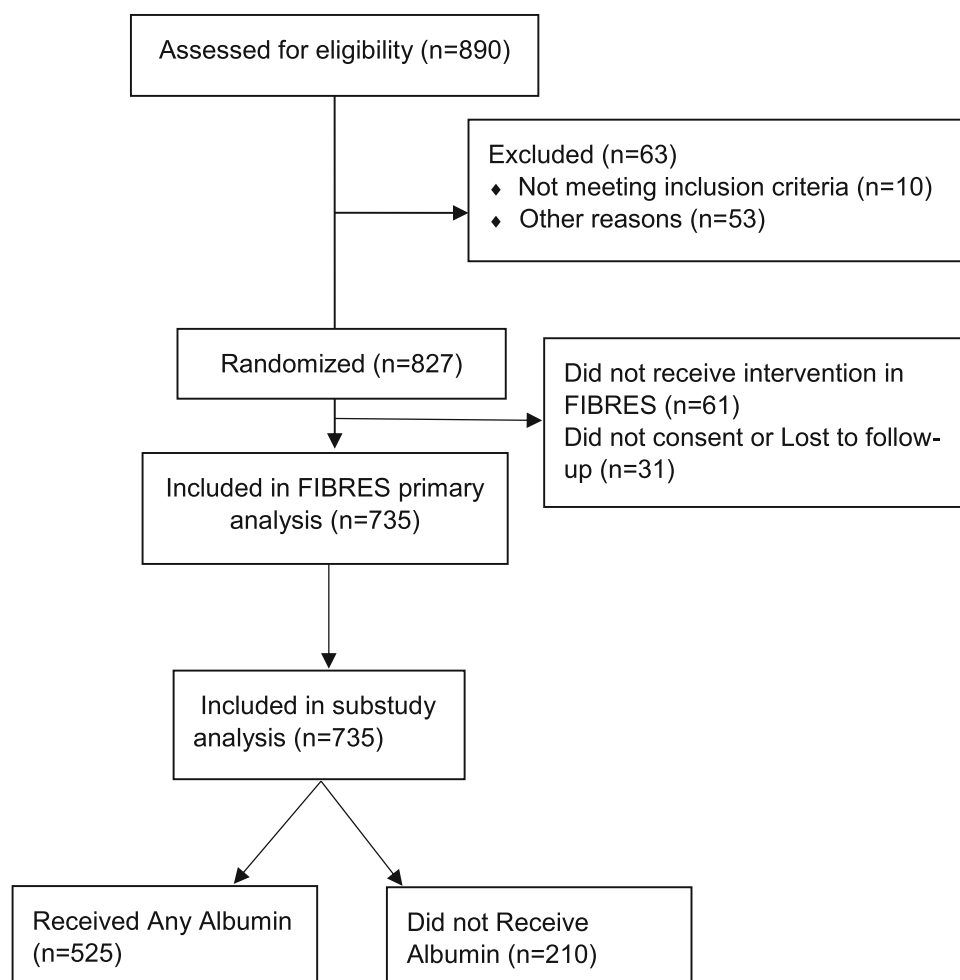 Assessed for eligibility (n=890)
Excluded (n=63)
♦ Not meeting inclusion criteria (n=10)
♦ Other reasons (n=53)
Randomized (n=827)
Did not receive intervention in
FIBRES (n=61)
Did not consent or Lost to follow-
up (n=31)
Included in FIBRES primary
analysis (n=735)
Included in substudy
analysis (n=735)
Received Any Albumin
(n=525)
Did not Receive
Albumin (n=210)